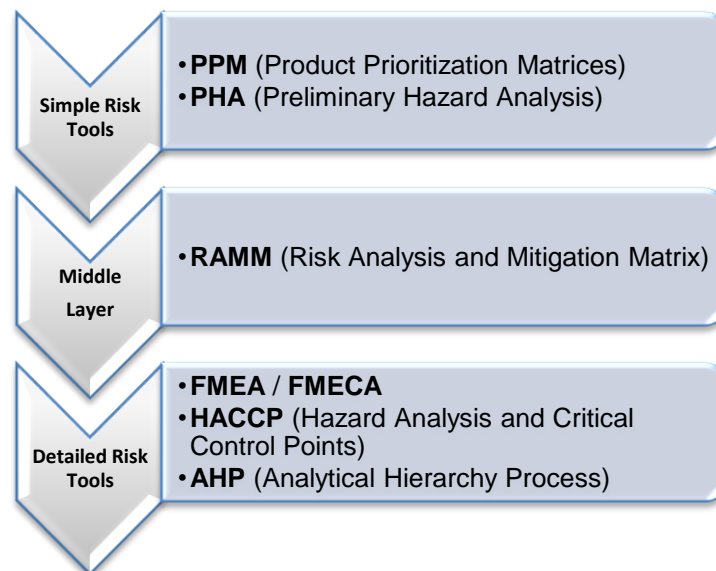 Simple Risk
Tools
•PPM (Product Prioritization Matrices)
•PHA (Preliminary Hazard Analysis)
Middle
Layer
•RAMM (Risk Analysis and Mitigation Matrix)
Detailed Risk
Tools
•FMEA / FMECA
•HACCP (Hazard Analysis and Critical
Control Points)
•AHP (Analytical Hierarchy Process)